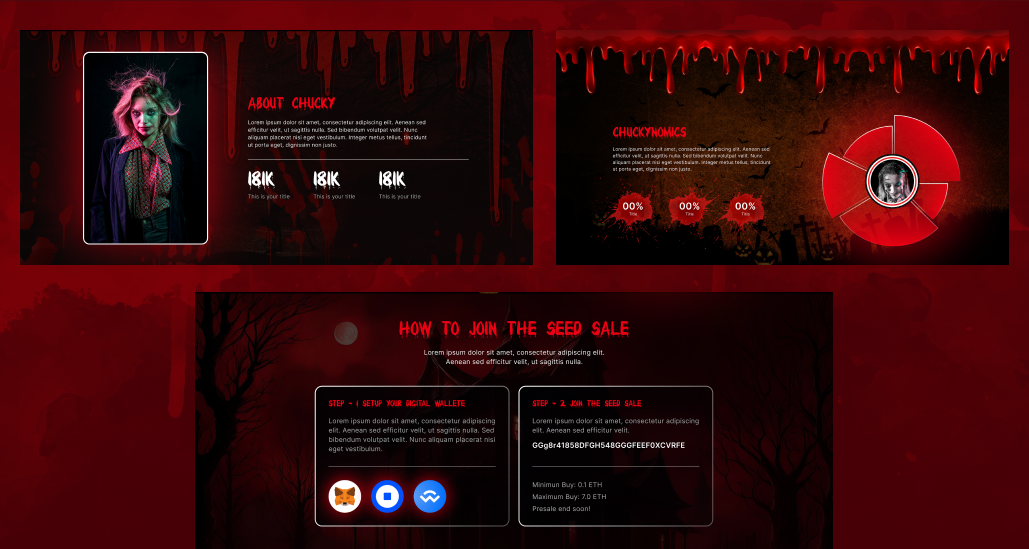 ABOUT CHUCKY
Lorem ipsum dolor sit amet, consectetur adipiscing elit. Aenean sed
efficitur velit, ut sagittis nulla. Sed bibendum volutpat velit. Nunc
aliquam placerat nisi eget vestibulum. Integer metus tellus, tincidunt
ut porta et, dignissim non justo.
181K 181K 181K
This is your title This is your title This is your title
CHUCKYNOMICS
Lorem ipsum dolor sit amet, consectetur adipiscing elit. Aenean sed
efficitur velit, ut sagittis nulla. Sed bibendum volutpat velit. Nunc
aliquam placerat nisi eget vestibulum. Integer metus tellus, tincidunt
ut porta et, dignissim non justo.
00% 00% 00%
Title Title Title
HOW TO JOIN THE SEED SALE
Lorem ipsum dolor sit amet, consectetur adipiscing elit.
Aenean sed efficitur velit, ut sagittis nulla.
STEP - 1 SETUP YOUR DIGITAL WALLETE
Lorem ipsum dolor sit amet, consectetur adipiscing
elit. Aenean sed efficitur velit, ut sagittis nulla. Sed
bibendum volutpat velit. Nunc aliquam placerat nisi
eget vestibulum.
STEP - 2, JOIN THE SEED SALE
Lorem ipsum dolor sit amet, consectetur adipiscing
elit. Aenean sed efficitur velit.
GGg8r41858DFGH548GGGFEEF0XCVRFE
Minimun Buy: 0.1 ETH
Maximum Buy: 7.0 ETH
Presale end soon!